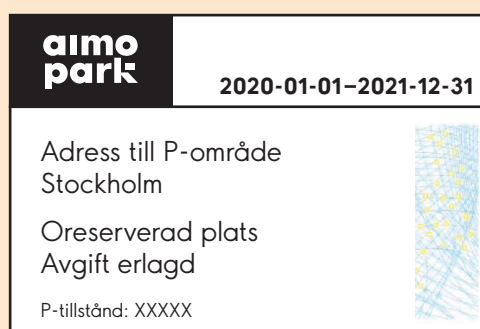 aimo
park
2020-01-01–2021-12-31
Adress till P-område
Stockholm
Oreserverad plats
Avgift erlagd
P-tillstånd: XXXXX